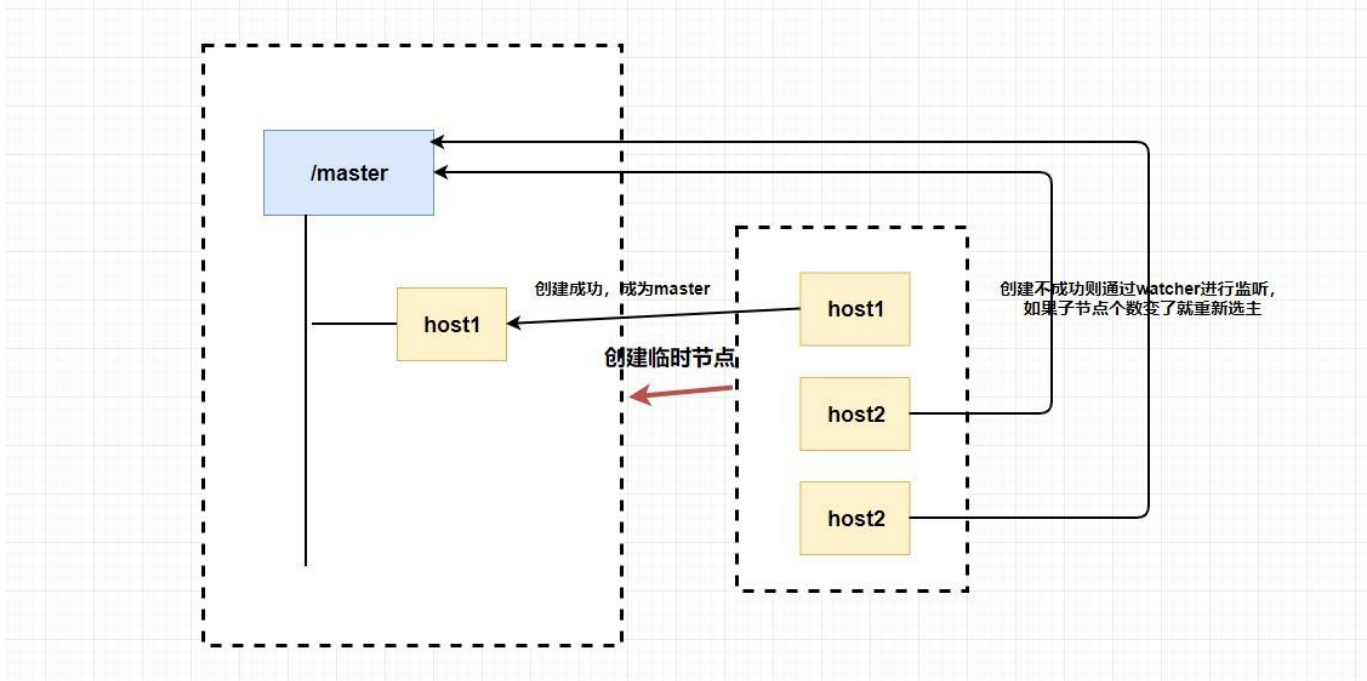 /master
创建成功，成为master
host1
创建临时节点
host1
host2
host2
创建不成功则通过watcher进行监听，
如果子节点个数变了就重新选主